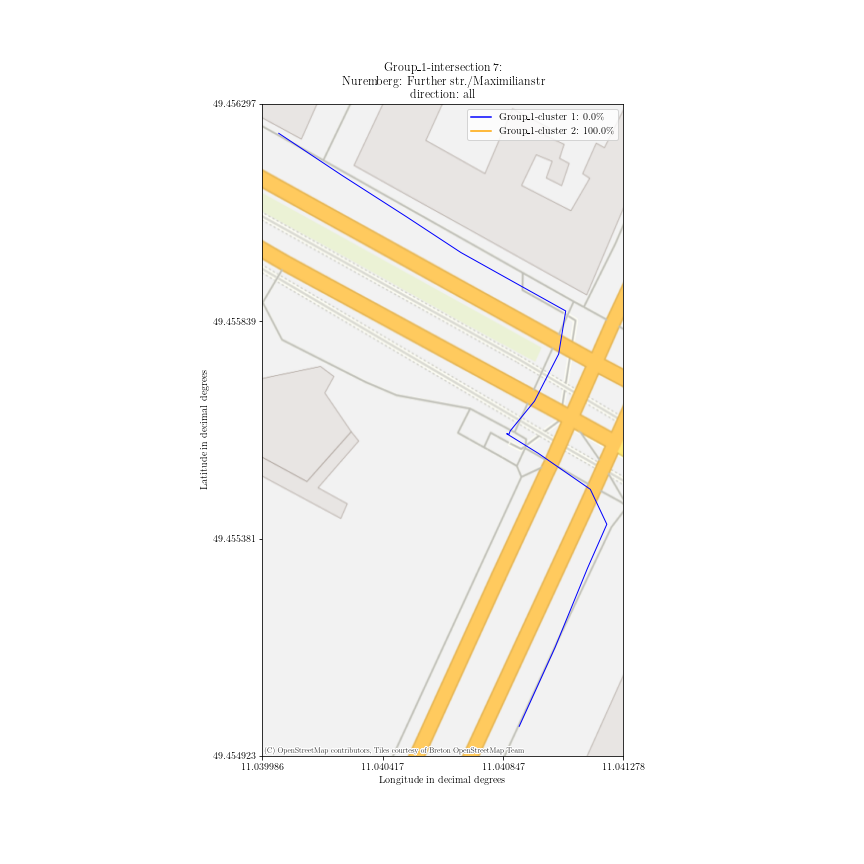 Group_1-intersection 7:
Nuremberg: Further str./Maximilianstr
direction: all
49.456297
Group_1-cluster 1: 0.0%
Group_1-cluster 2: 100.0%
49.455839
Latitude in decimal degrees
49.455381
49.454923
(C) OpenStreetMap contributors, Tiles courtesy of Breton OpenStreetMap Team
11.039986
11.040417
11.040847
11.041278
Longitude in decimal degrees